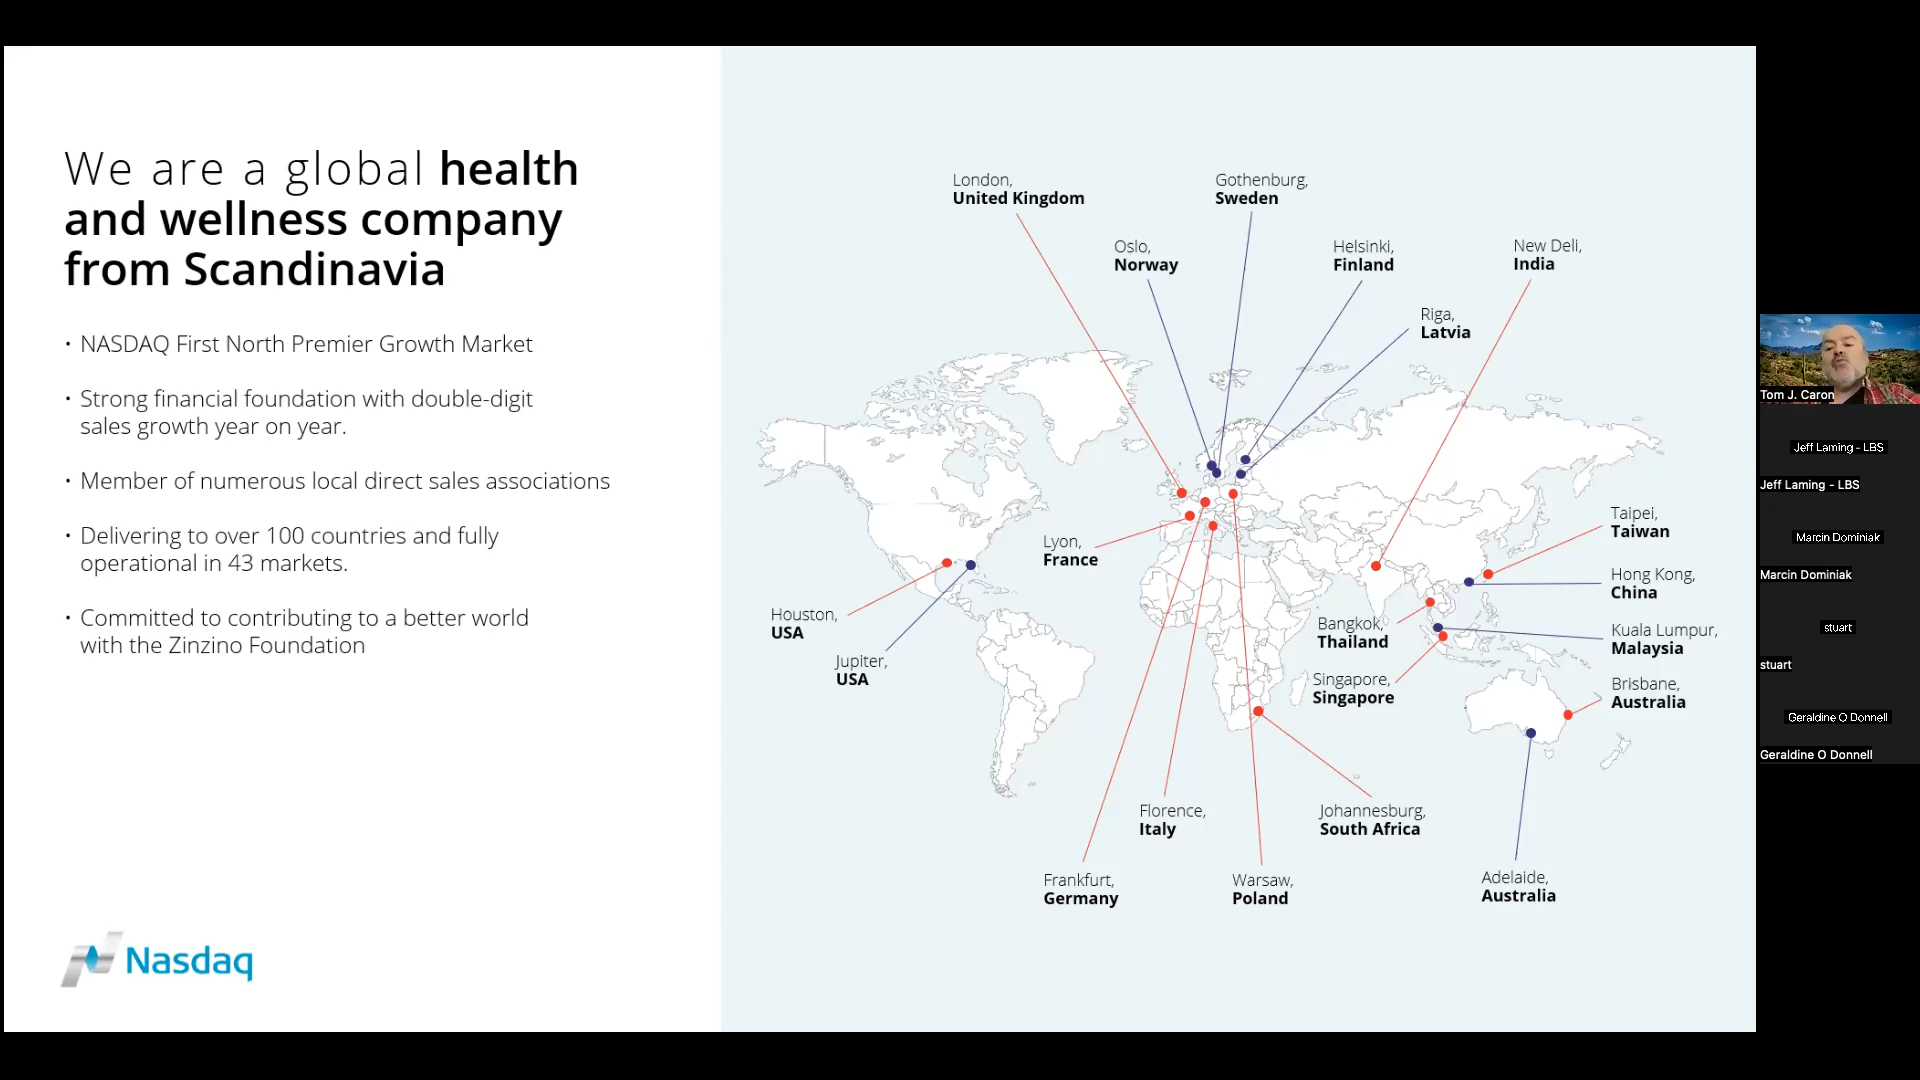 We are a global health
and wellness company
from Scandinavia
· NASDAQ First North Premier Growth Market
· Strong financial foundation with double-digit
sales growth year on year.
· Member of numerous local direct sales associations
· Delivering to over 100 countries and fully
operational in 43 markets.
· Committed to contributing to a better world
with the Zinzino Foundation
Nasdaq
London,
United Kingdom
Gothenburg,
Sweden
Oslo,
Norway
Helsinki,
Finland
New Deli,
India
Riga,
Latvia
Lyon,
France
Taipei,
Taiwan
Hong Kong,
China
Houston,
USA
Bangkok,
Thailand
Kuala Lumpur,
Malaysia
Jupiter,
USA
Singapore,
Singapore
Brisbane,
Australia
Florence,
Italy
Johannesburg,
South Africa
Frankfurt,
Germany
Warsaw,
Poland
Adelaide,
Australia
Tom J. Caron
Jeff Laming - LBS
Jeff Laming - LBS
Marcin Dominiak
Marcin Dominiak
stuart
stuart
Geraldine O Donnell
Geraldine O Donnell